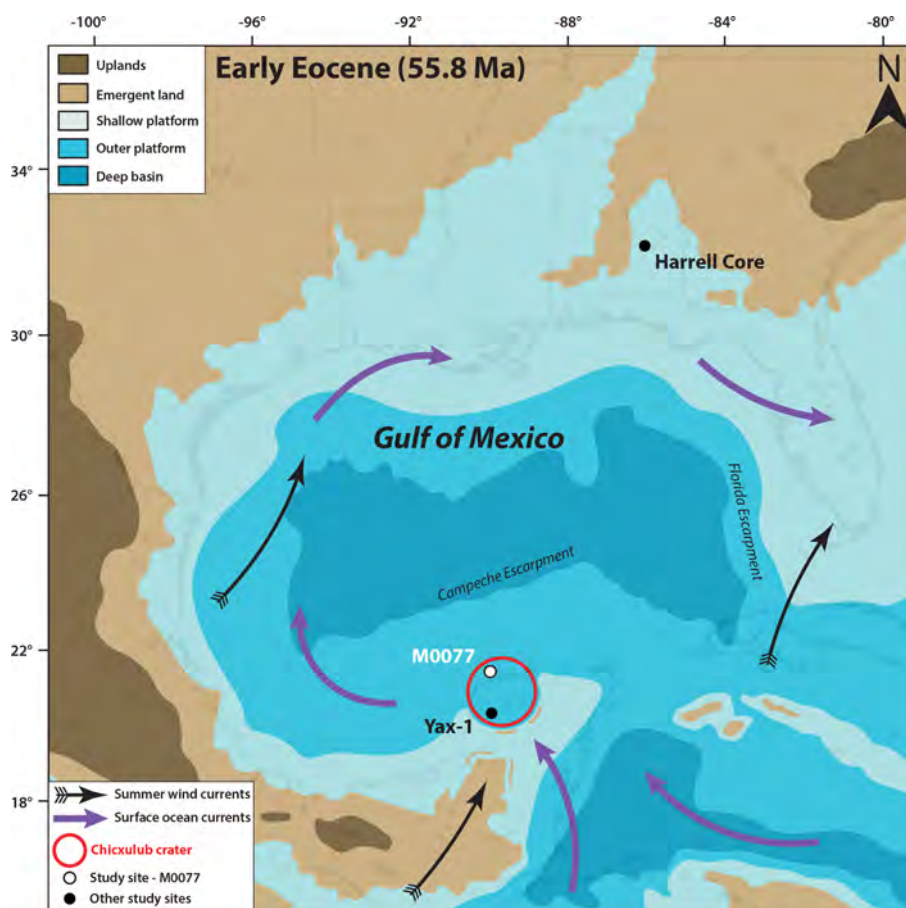 -100°
-96°
-92°
-88°
-84°
-80°
Uplands
Emergent land
Shallow platform
Outer platform
Deep basin
Early Eocene (55.8 Ma)
N
34°
Harrell Core
30°
Gulf of Mexico
26°
Florida Escarpment
Campeche Escarpment
22°
M0077
Yax-1
18°
Summer wind currents
Surface ocean currents
Chicxulub crater
Study site - M0077
Other study sites